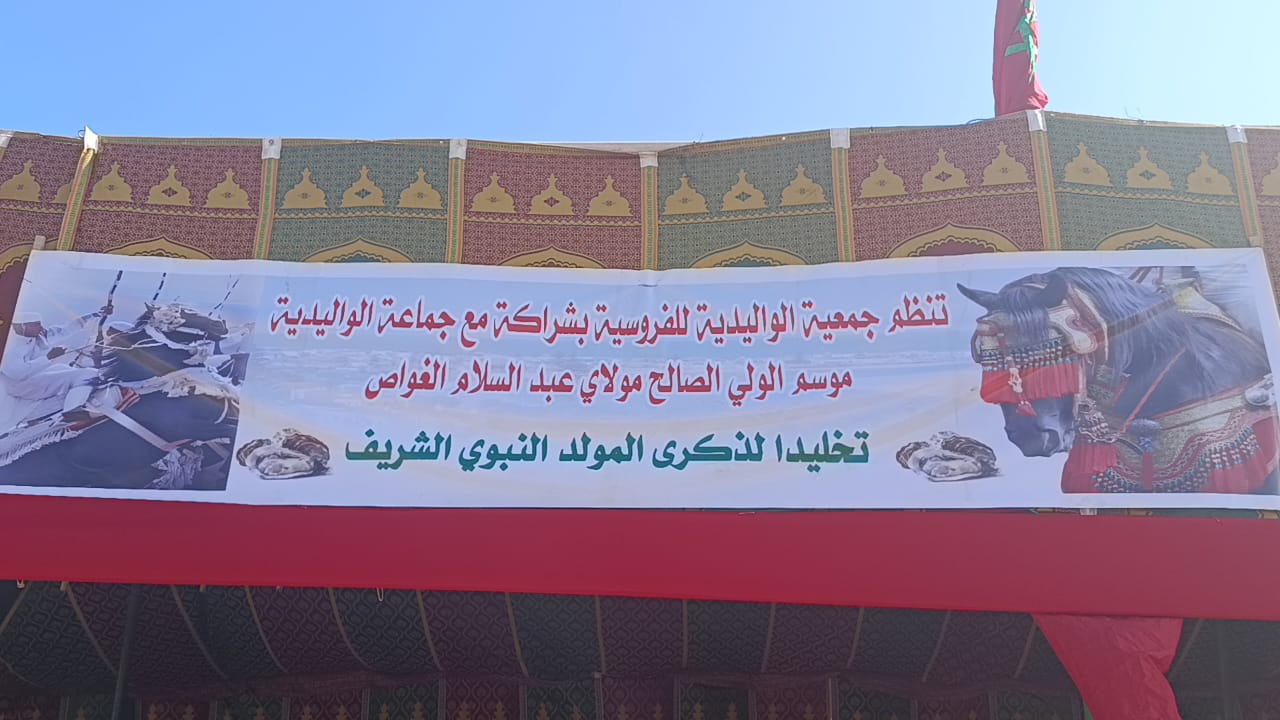 تنظم جمعية الواليدية للفروسية بشراكة مع جماعة الواليدية
موسم الولي الصالح مولاي عبد السلام الغواص
تخليدا لذكرى المولد النبوي الشريف